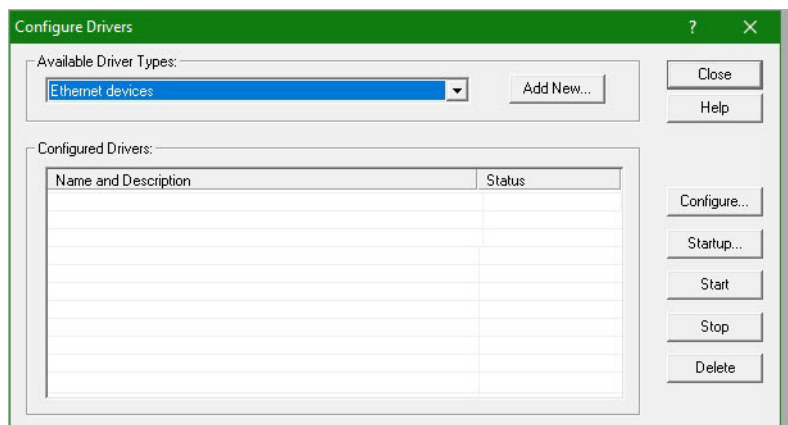 Configure Drivers
Available Driver Types:
Ethernet devices
Add New...
Close
Help
Configured Drivers:
Name and Description Status
Configure...
Startup...
Start
Stop
Delete